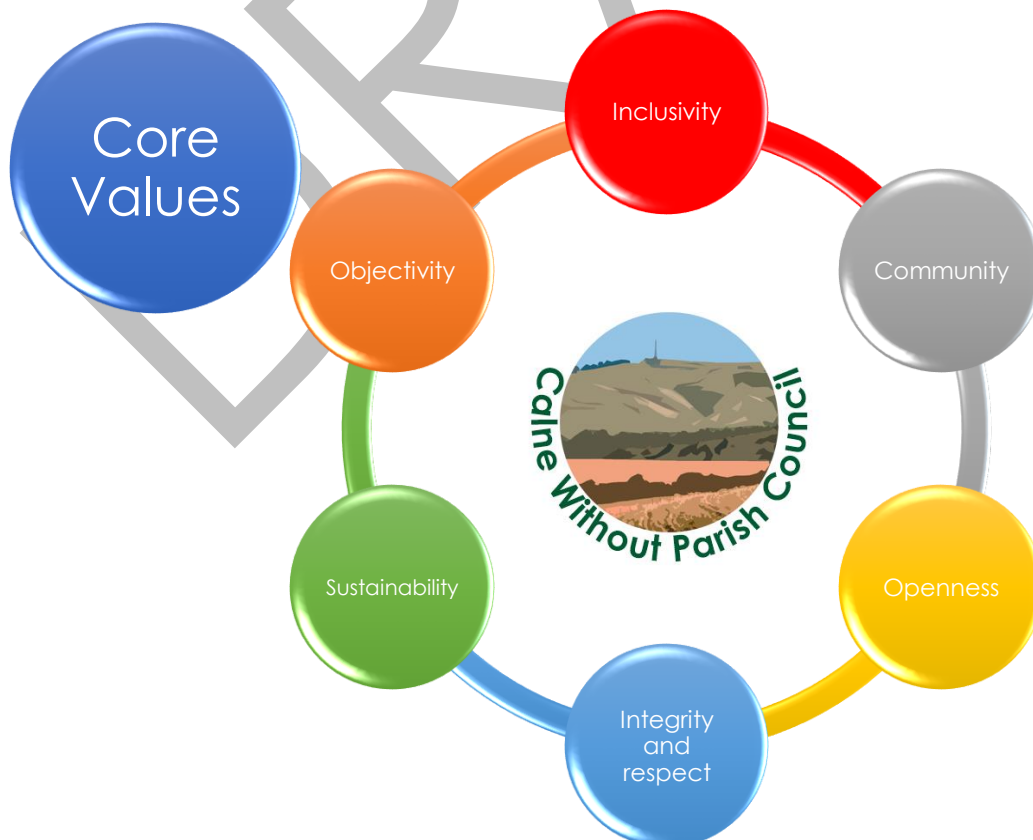 Core
Values
Inclusivity
Community
Openness
Integrity
and
respect
Sustainability
Objectivity
Calne Without Parish Council